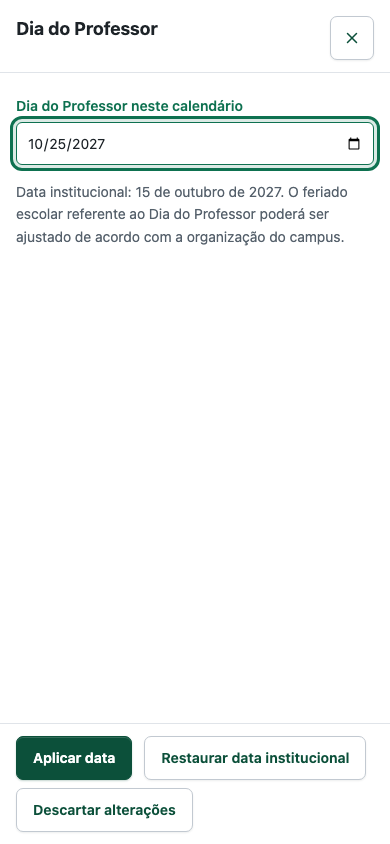 Dia do Professor
Dia do Professor neste calendário
10/25/2027
Data institucional: 15 de outubro de 2027. O feriado
escolar referente ao Dia do Professor poderá ser
ajustado de acordo com a organização do campus.
Aplicar data
Restaurar data institucional
Descartar alterações